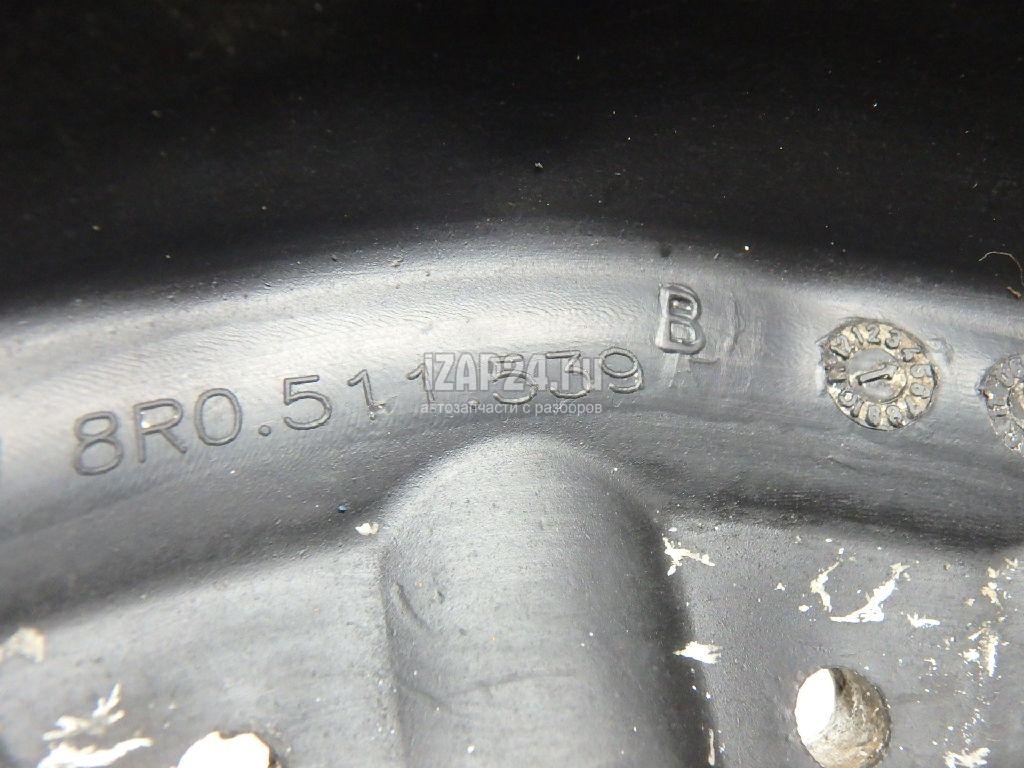 8R0.511.539 B
IZAP24.ru
автозапчасти с разборов